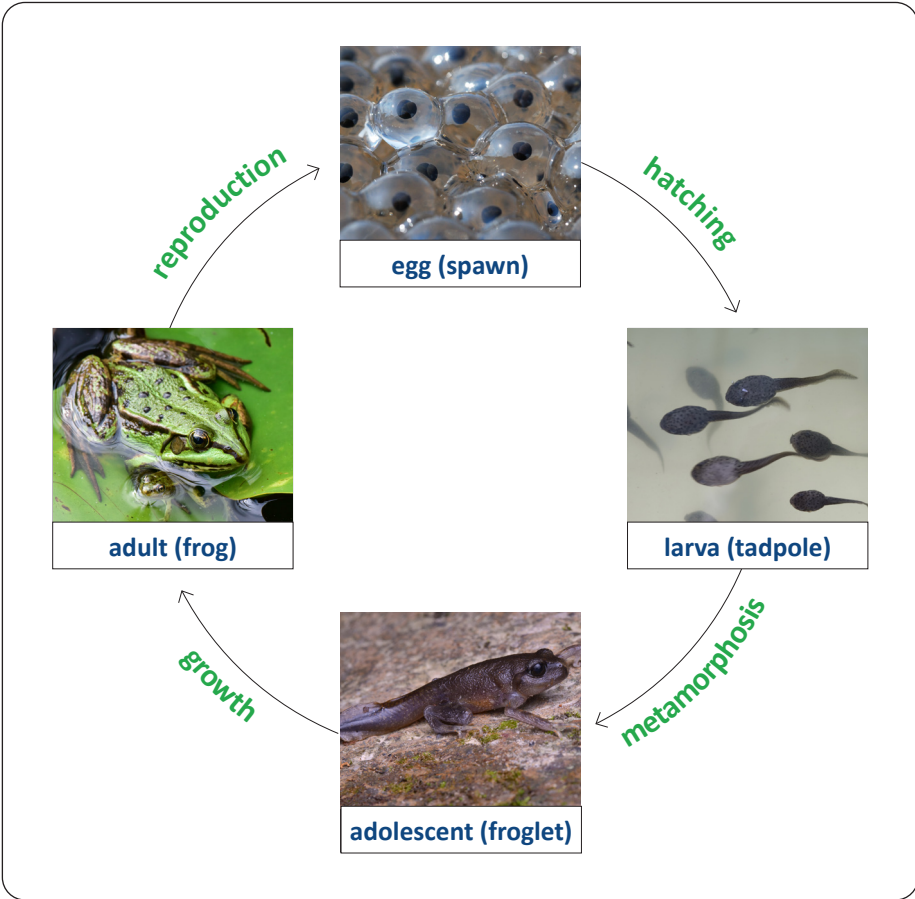 egg (spawn)
hatching
larva (tadpole)
metamorphosis
adolescent (froglet)
growth
adult (frog)
reproduction